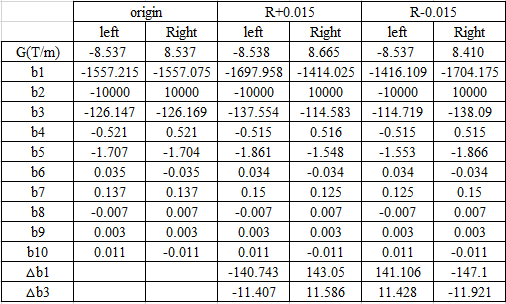 origin R+0.015 R-0.015
left Right left Right left Right
G(T/m) -8.537 8.537 -8.538 8.665 -8.537 8.410
b1 -1557.215 -1557.075 -1697.958 -1414.025 -1416.109 -1704.175
b2 -10000 10000 -10000 10000 -10000 10000
b3 -126.147 -126.169 -137.554 -114.583 -114.719 -138.09
b4 -0.521 0.521 -0.515 0.516 -0.515 0.515
b5 -1.707 -1.704 -1.861 -1.548 -1.553 -1.866
b6 0.035 -0.035 0.034 -0.034 0.034 -0.034
b7 0.137 0.137 0.15 0.125 0.125 0.15
b8 -0.007 0.007 -0.007 0.007 -0.007 0.007
b9 0.003 0.003 0.003 0.003 0.003 0.003
b10 0.011 -0.011 0.011 -0.011 0.011 -0.011
△b1 -140.743 143.05 141.106 -147.1
△b3 -11.407 11.586 11.428 -11.921